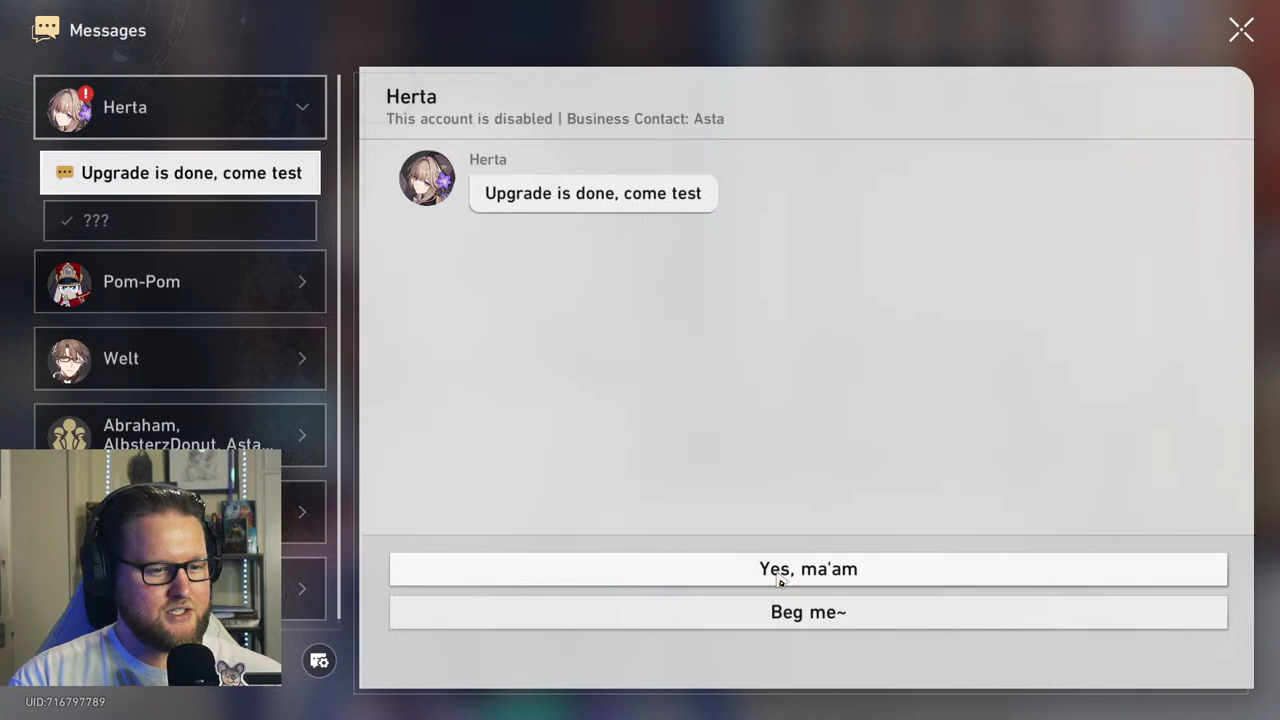 Messages
Herta
Upgrade is done, come test
???
Pom-Pom
Welt
Abraham,
AlbsterzDonut, Asta...
Herta
This account is disabled | Business Contact: Asta
Herta
Upgrade is done, come test
Yes, ma'am
Beg me~
UID:716797789